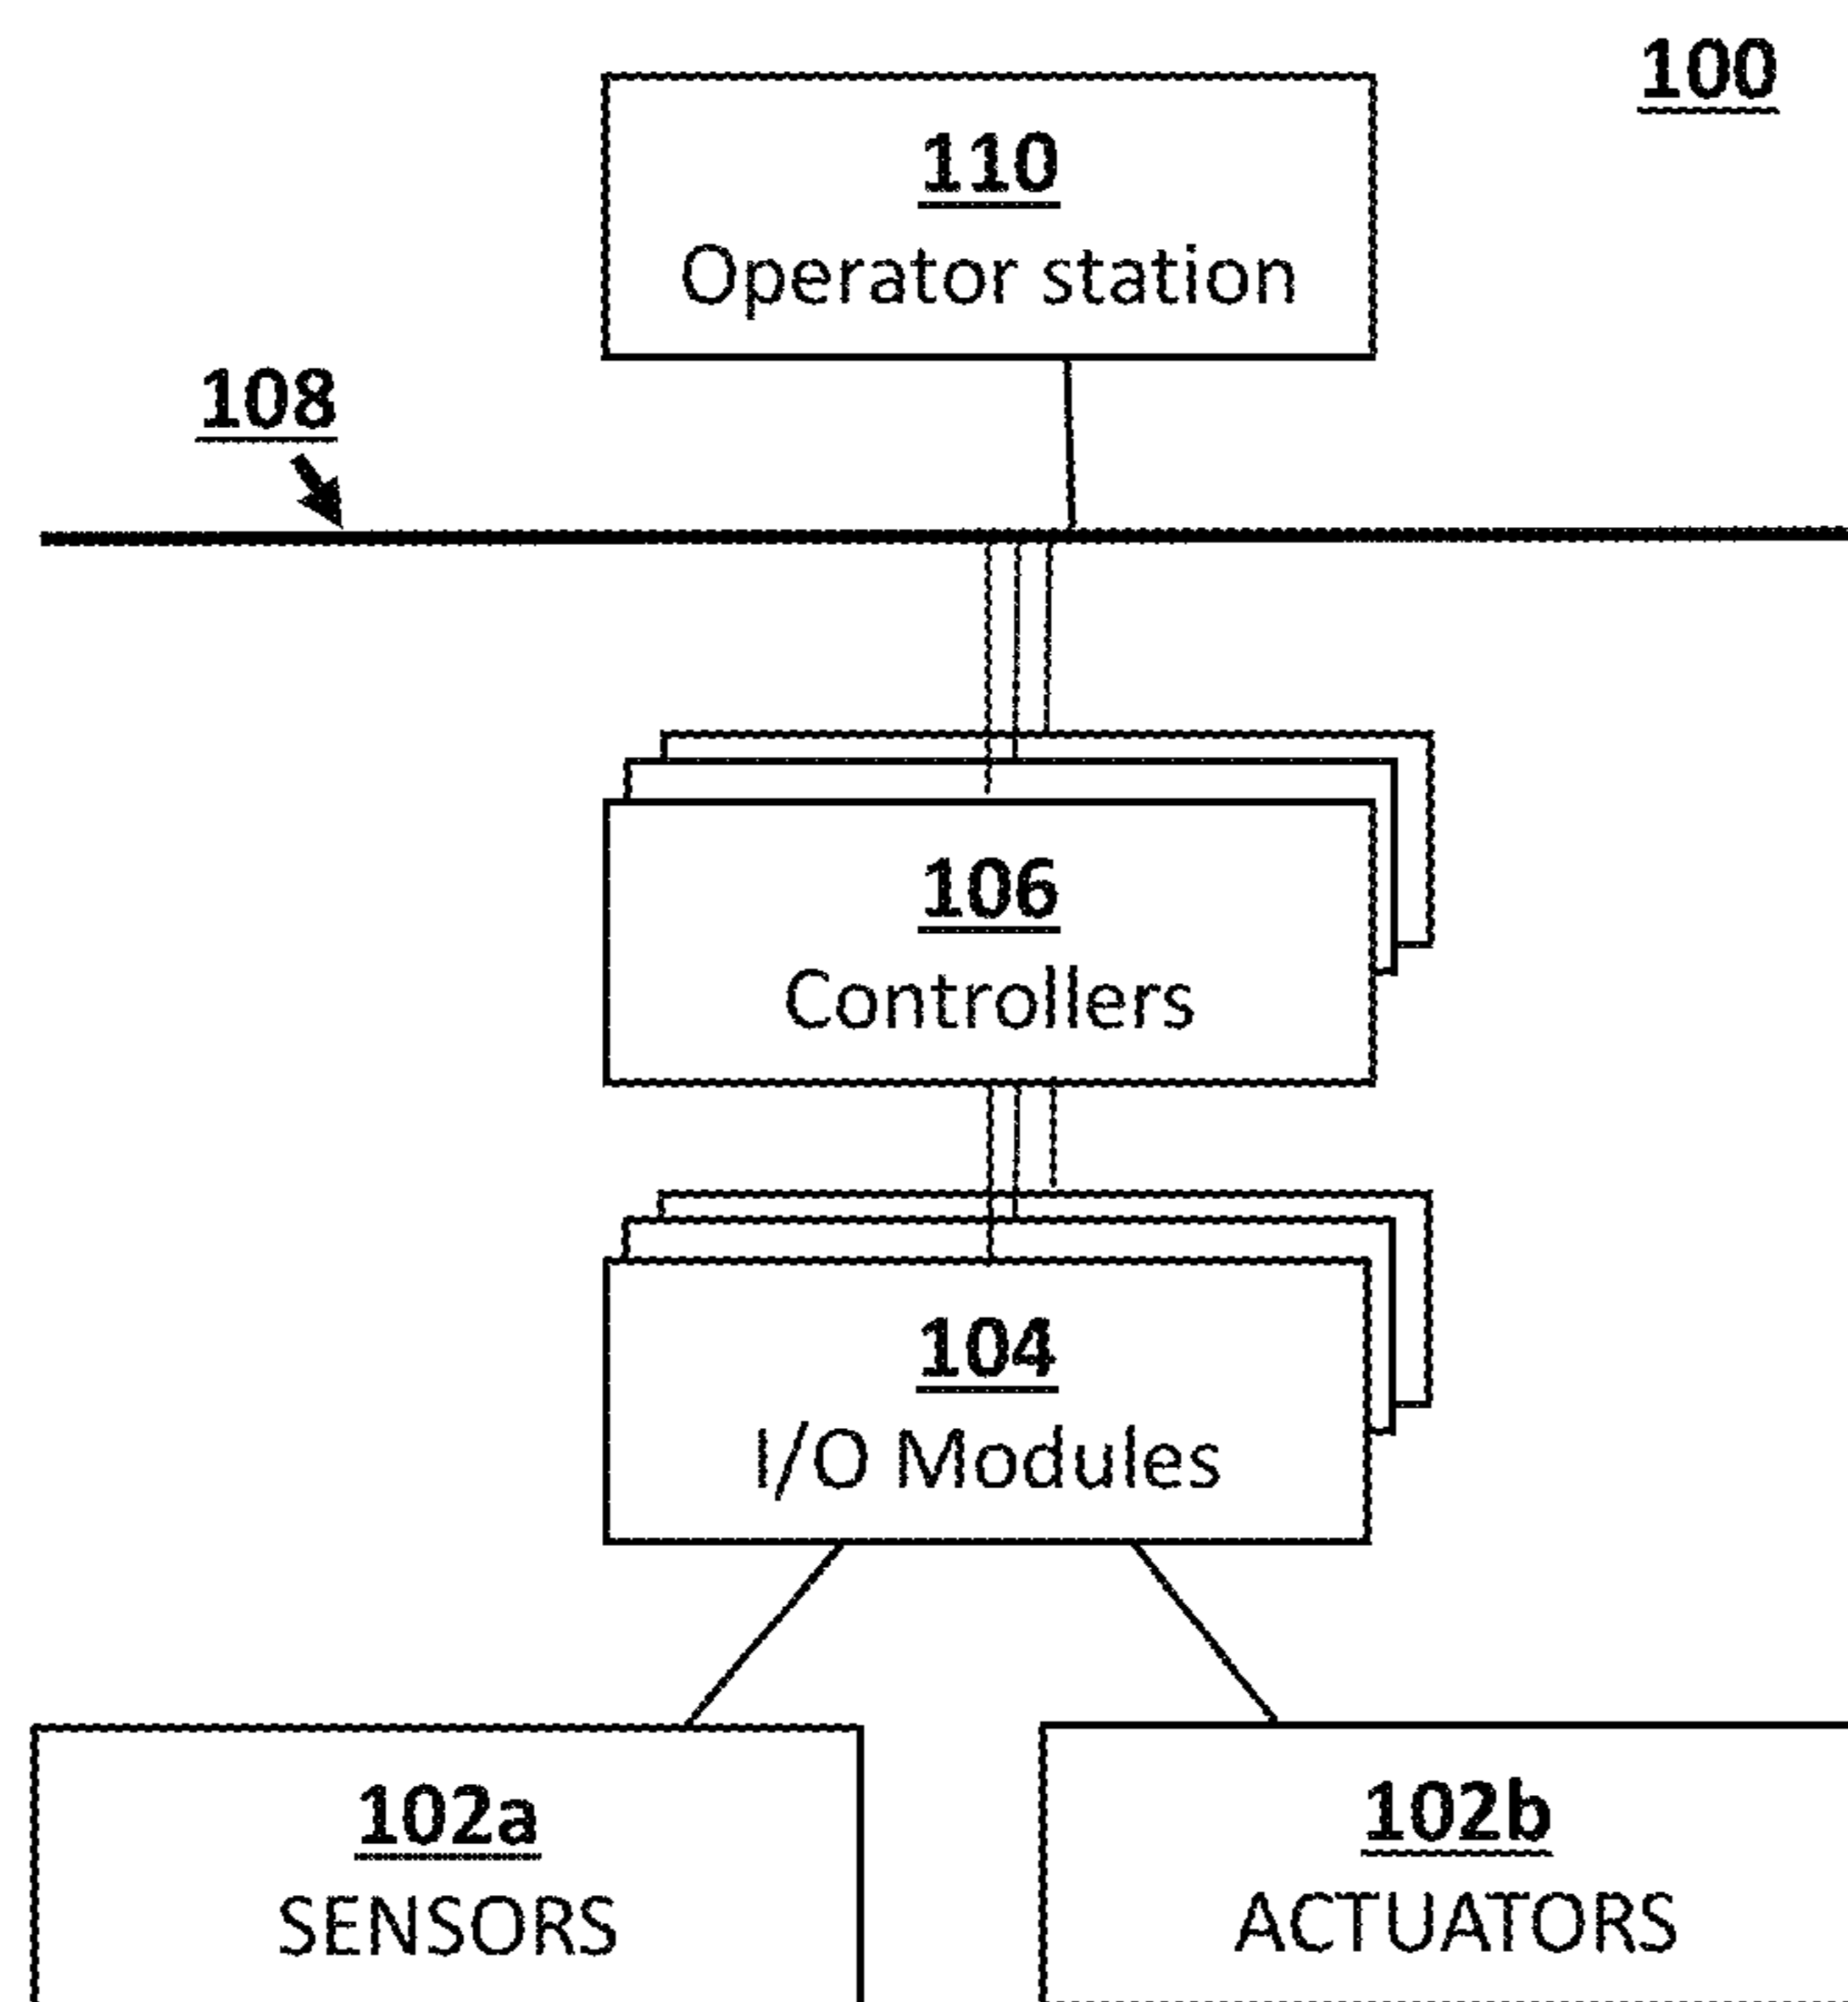 100
110
Operator station
108
106
Controllers
104
I/O Modules
102a
SENSORS
102b
ACTUATORS